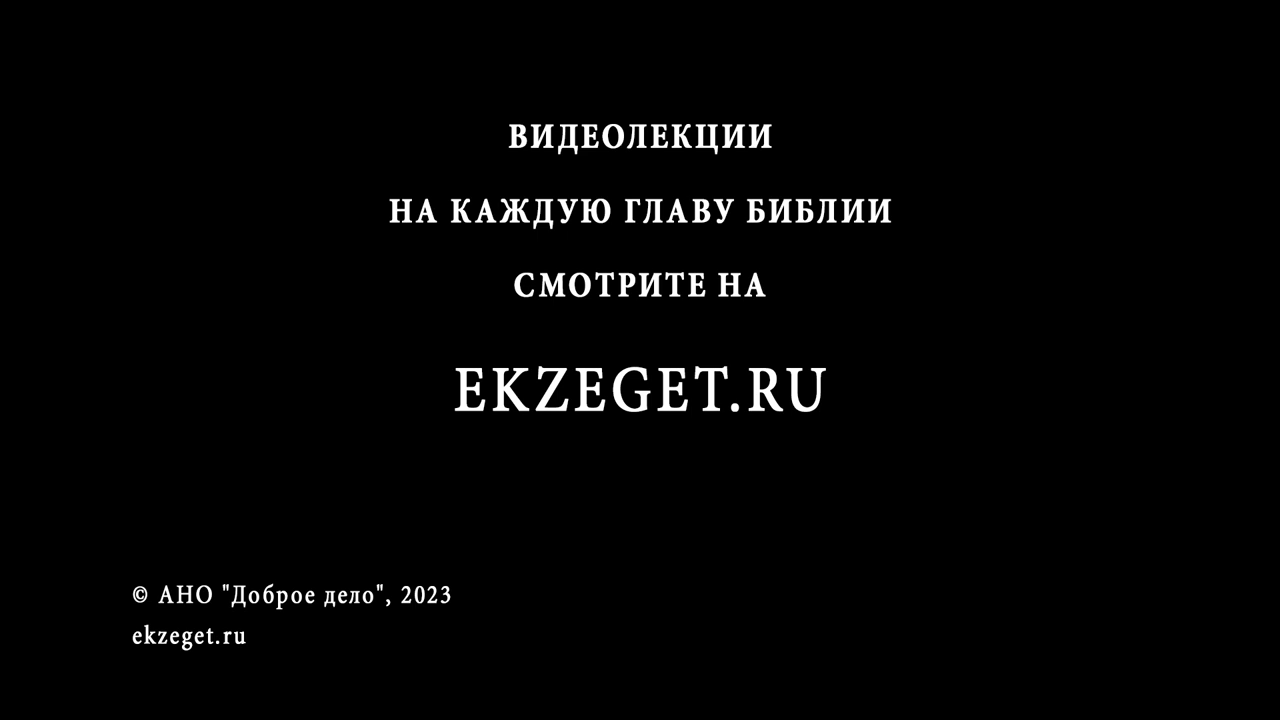 ВИДЕОЛЕКЦИИ
НА КАЖДУЮ ГЛАВУ БИБЛИИ
СМОТРИТЕ НА
EKZEGET.RU
© АНО "Доброе дело", 2023
ekzeget.ru